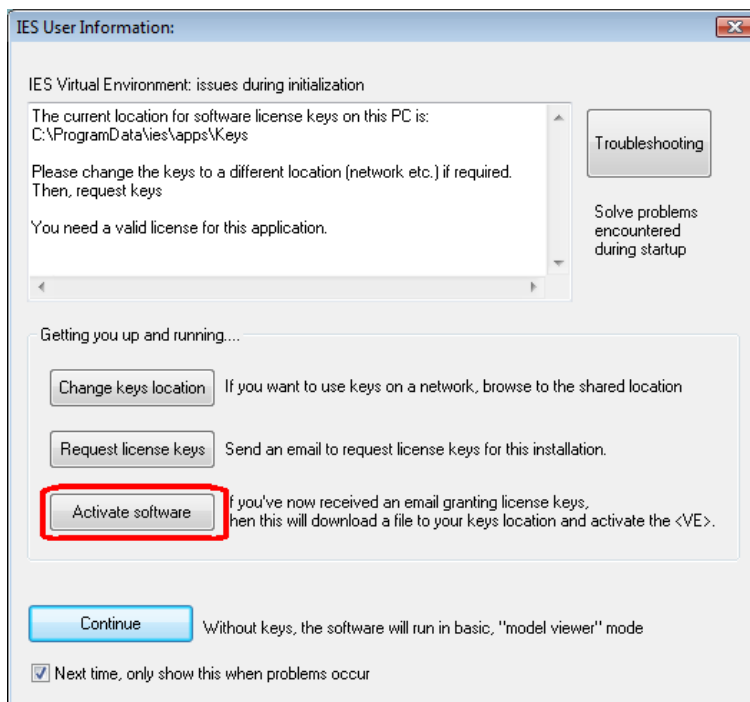 IES User Information:
IES Virtual Environment: issues during initialization
The current location for software license keys on this PC is:
C:\ProgramData\ies\apps\Keys
Please change the keys to a different location (network etc.) if required.
Then, request keys
You need a valid license for this application.
Troubleshooting
Solve problems
encountered
during startup
Getting you up and running....
Change keys location If you want to use keys on a network, browse to the shared location
Request license keys Send an email to request license keys for this installation.
Activate software
f you've now received an email granting license keys,
hen this will download a file to your keys location and activate the <VE>.
Continue Without keys, the software will run in basic, "model viewer" mode
Next time, only show this when problems occur